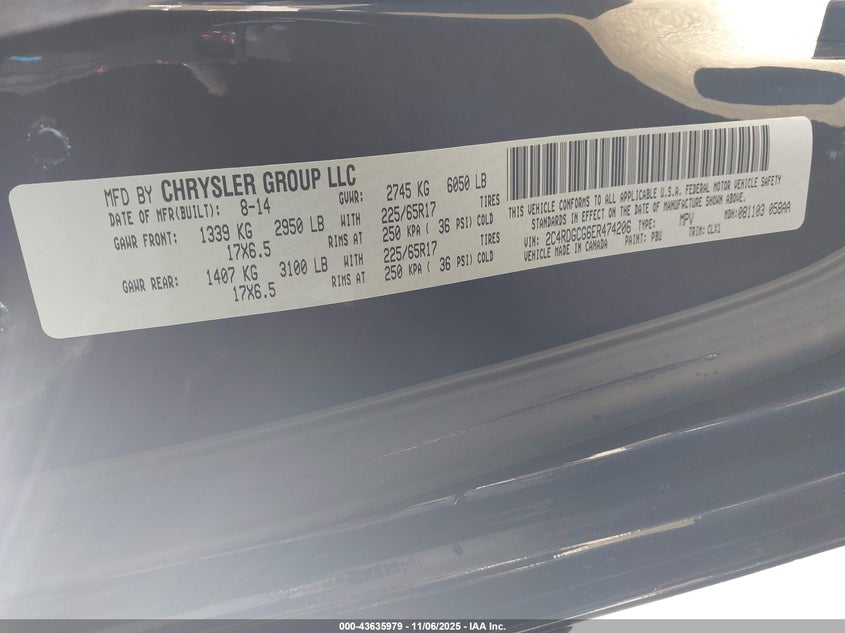 MFD BY CHRYSLER GROUP LLC
DATE OF MFR(BUILT): 8-14 GVWR: 2745 KG 6050 LB
GAWR FRONT: 1339 KG 2950 LB WITH 225/65R17 TIRES
17X6.5 RIMS AT 250 KPA ( 36 PSI) COLD
GAWR REAR: 1407 KG 3100 LB WITH 225/65R17 TIRES
17X6.5 RIMS AT 250 KPA ( 36 PSI) COLD
THIS VEHICLE CONFORMS TO ALL APPLICABLE U.S.A. FEDERAL MOTOR VEHICLE SAFETY
STANDARDS IN EFFECT ON THE DATE OF MANUFACTURE SHOWN ABOVE.
VIN: 2C4RDGCG6ER474206 TYPE: MPV MDH: 081103 058AA
VEHICLE MADE IN CANADA PAINT: PBU TRIM: CLX1
000-43635979 | 11/06/2025 | IAA Inc.